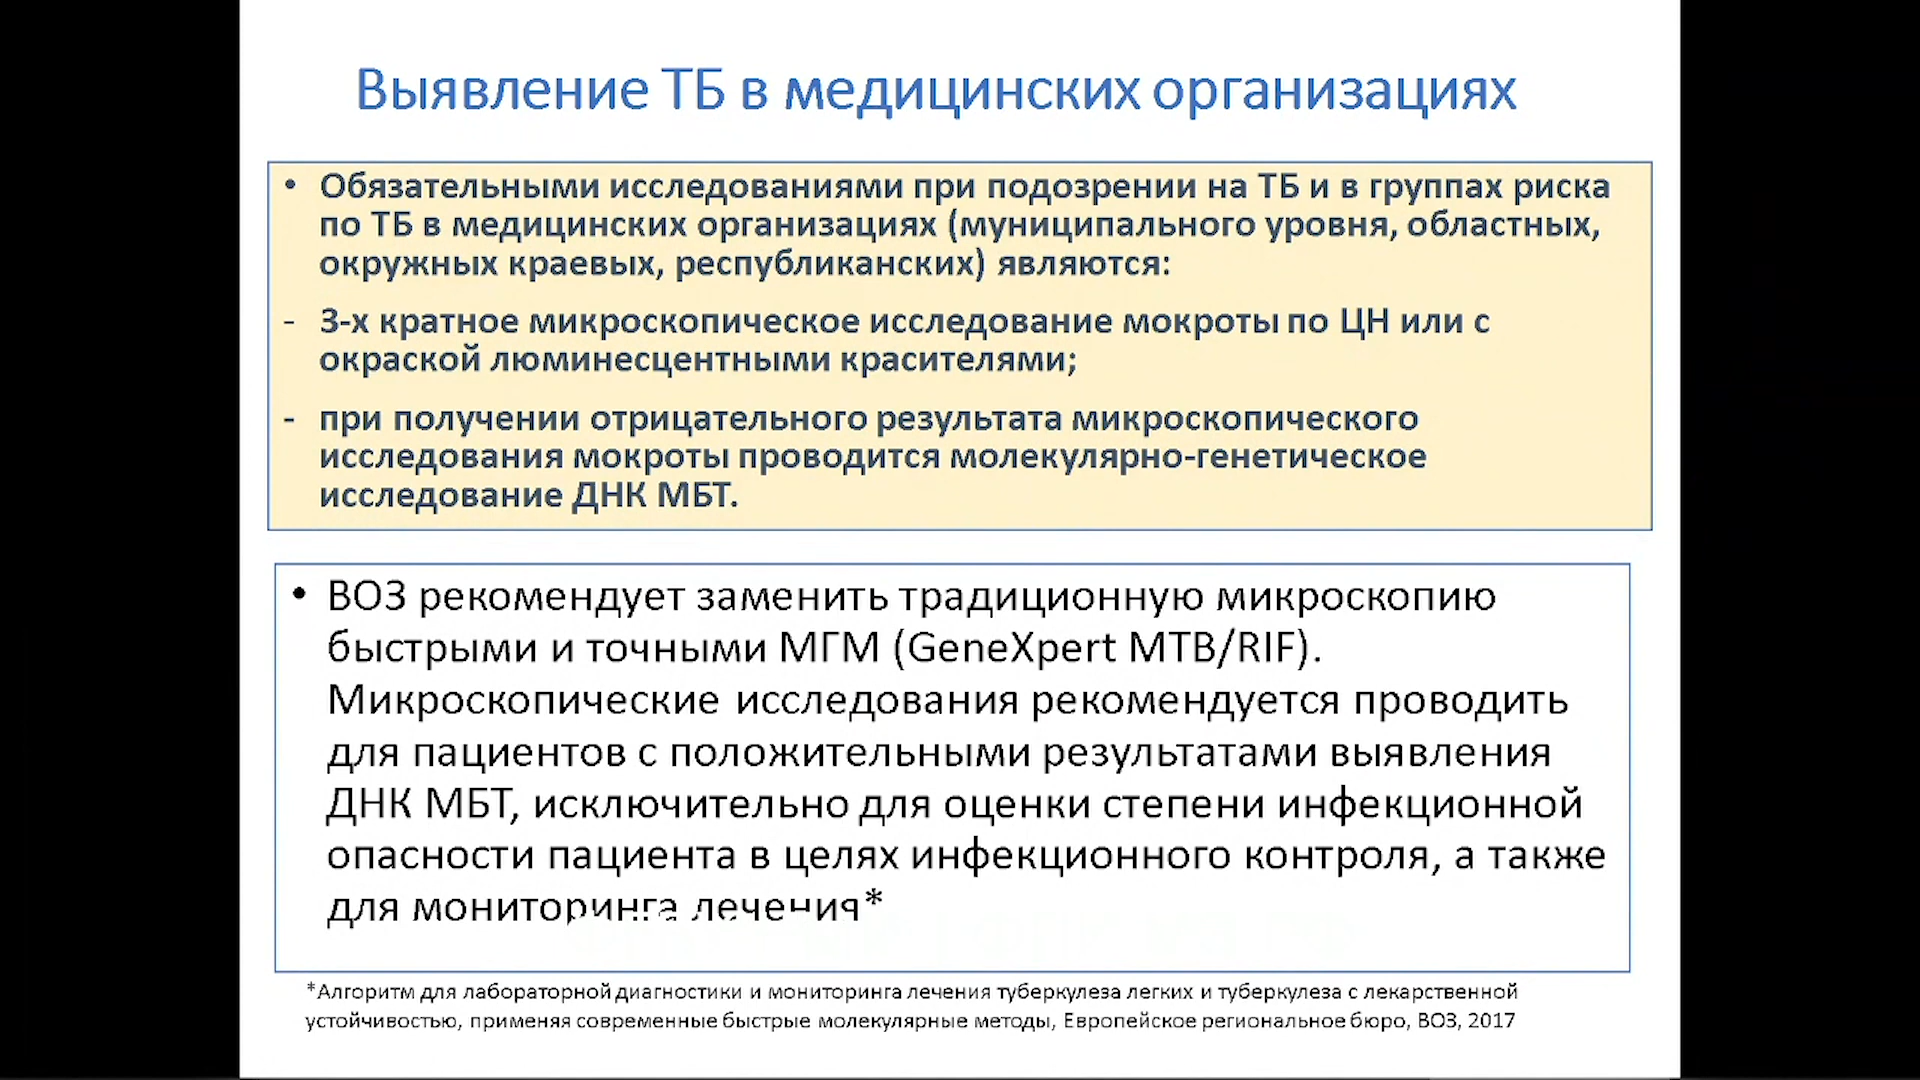 Выявление ТБ в медицинских организациях
• Обязательными исследованиями при подозрении на ТБ и в группах риска
по ТБ в медицинских организациях (муниципального уровня, областных,
окружных краевых, республиканских) являются:
- 3-х кратное микроскопическое исследование мокроты по ЦН или с
окраской люминесцентными красителями;
- при получении отрицательного результата микроскопического
исследования мокроты проводится молекулярно-генетическое
исследование ДНК МБТ.
• ВОЗ рекомендует заменить традиционную микроскопию
быстрыми и точными МГМ (GeneXpert MTB/RIF).
Микроскопические исследования рекомендуется проводить
для пациентов с положительными результатами выявления
ДНК МБТ, исключительно для оценки степени инфекционной
опасности пациента в целях инфекционного контроля, а также
для мониторинга лечения*
*Алгоритм для лабораторной диагностики и мониторинга лечения туберкулеза легких и туберкулеза с лекарственной
устойчивостью, применяя современные быстрые молекулярные методы, Европейское региональное бюро, ВОЗ, 2017